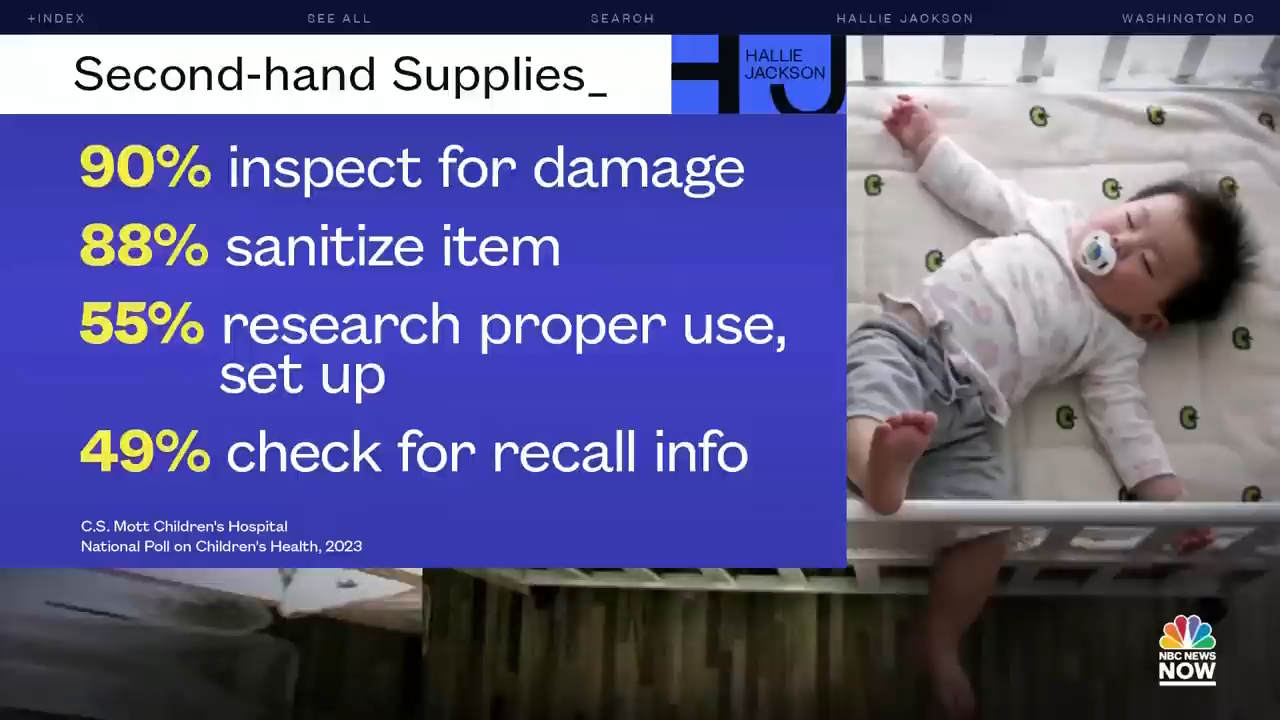 +INDEX
SEE ALL
SEARCH
HALLIE JACKSON
WASHINGTON DC
Second-hand Supplies_
HALLIE
JACKSON
90% inspect for damage
88% sanitize item
55% research proper use,
set up
49% check for recall info
C.S. Mott Children's Hospital
National Poll on Children's Health, 2023
NBC NEWS
NOW